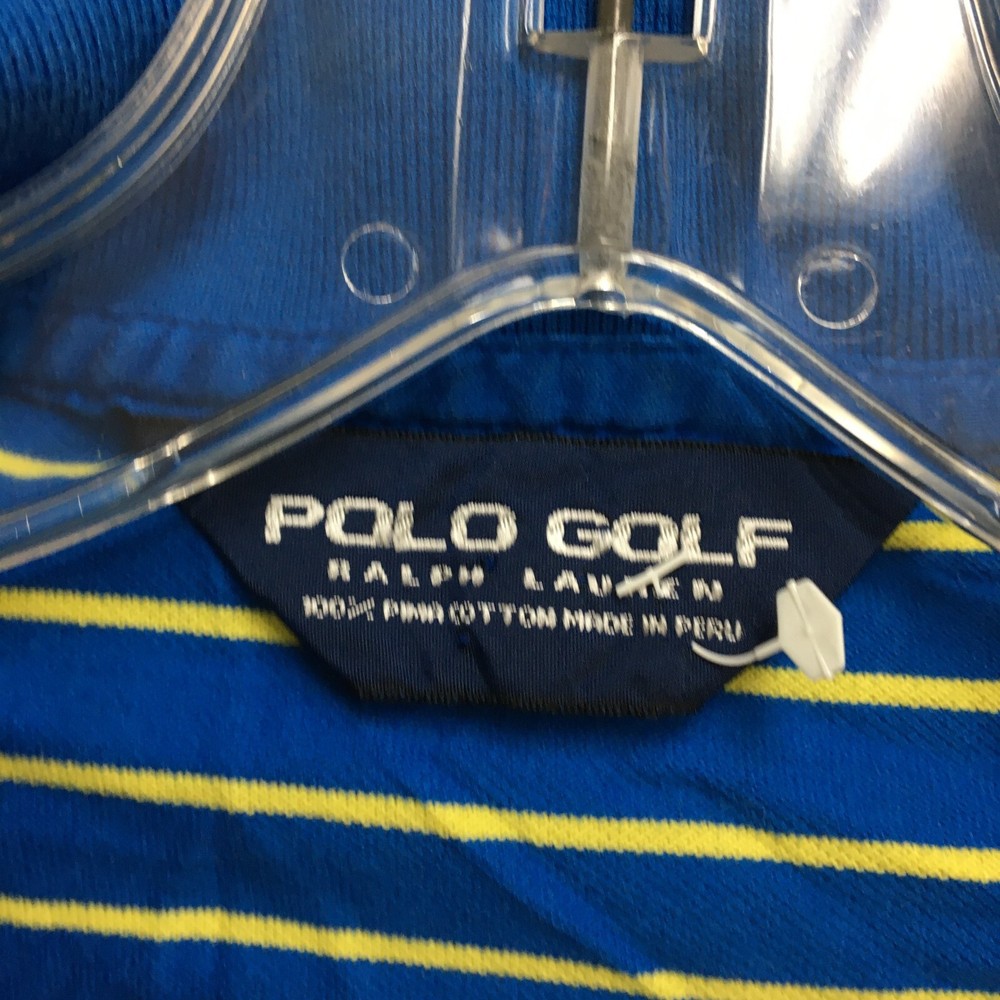 POLO GOLF
RALPH LAUREN
100% PIMA COTTON MADE IN PERU